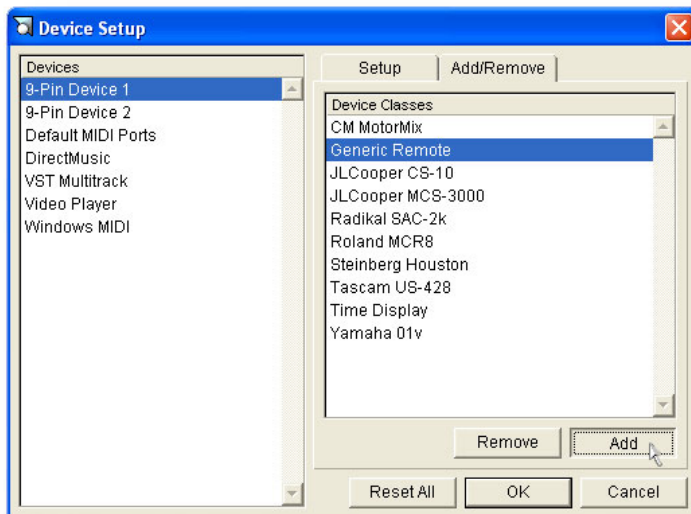 Device Setup
Devices
9-Pin Device 1
9-Pin Device 2
Default MIDI Ports
DirectMusic
VST Multitrack
Video Player
Windows MIDI
Setup
Add/Remove
Device Classes
CM MotorMix
Generic Remote
JLCooper CS-10
JLCooper MCS-3000
Radikal SAC-2k
Roland MCR8
Steinberg Houston
Tascam US-428
Time Display
Yamaha 01v
Remove
Add
Reset All
OK
Cancel